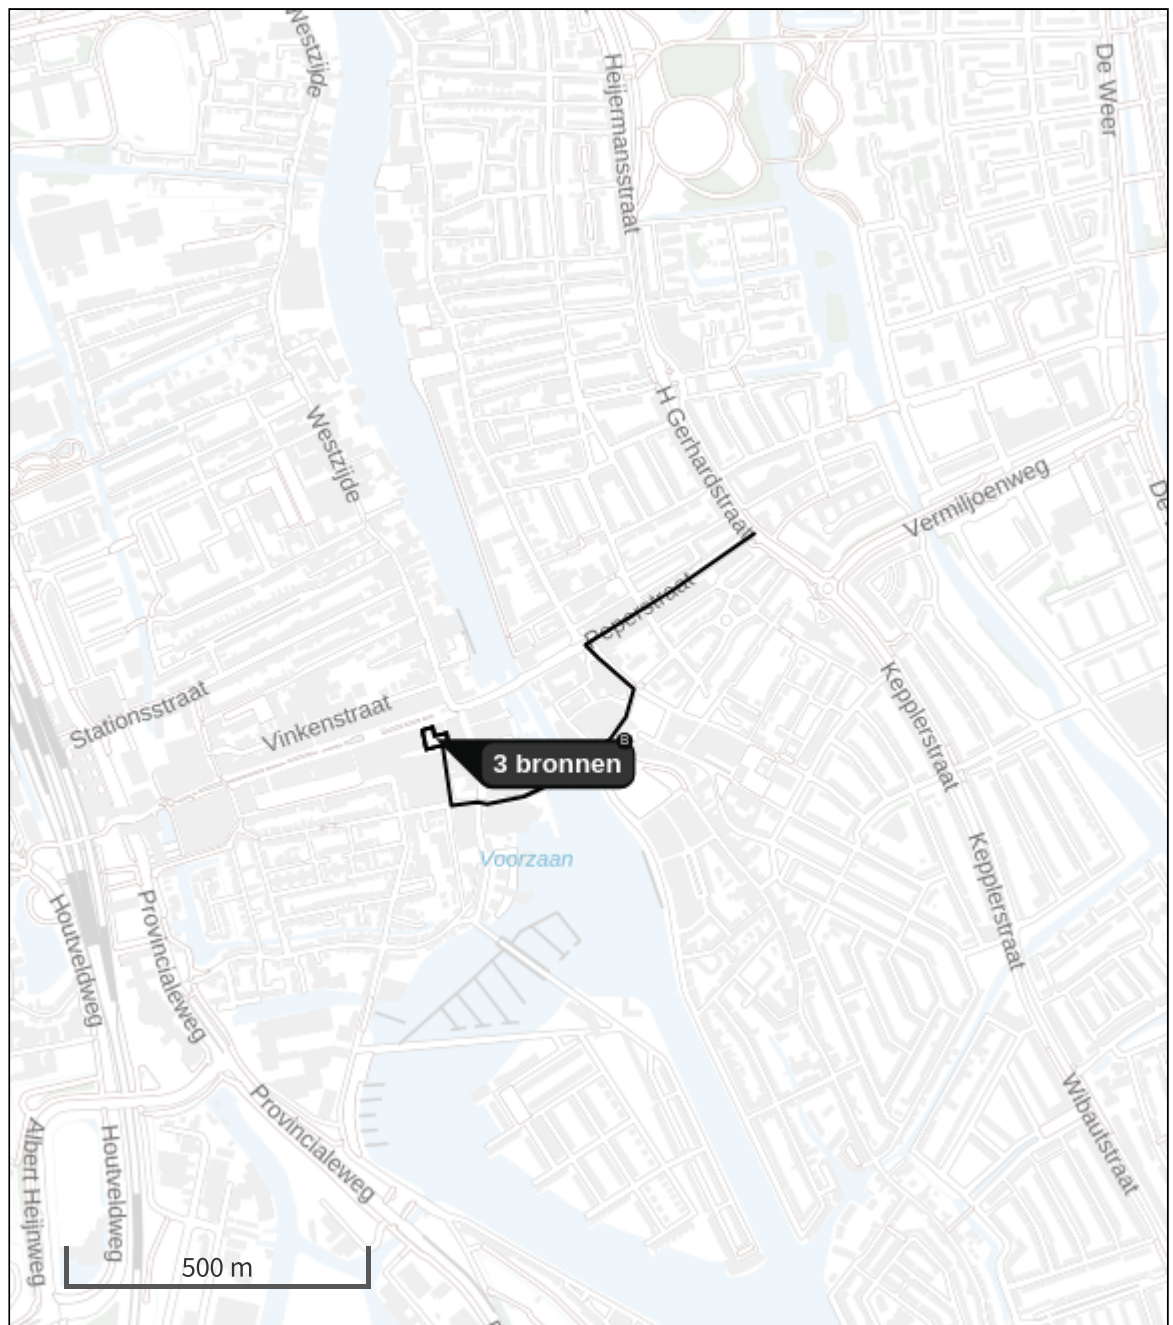 Westzijde
Heijermansstraat
De Weer
H Gerhardstraat
Westzijde
Vermiljoenweg
De
Peperstraat
Stationsstraat
Vinkenstraat
Kepplerstraat
B
3 bronnen
Voorzaan
Kepplerstraat
Houtveldweg
Provincialeweg
Provincialeweg
Wibautstraat
Albert Heijnweg
Houtveldweg
500 m